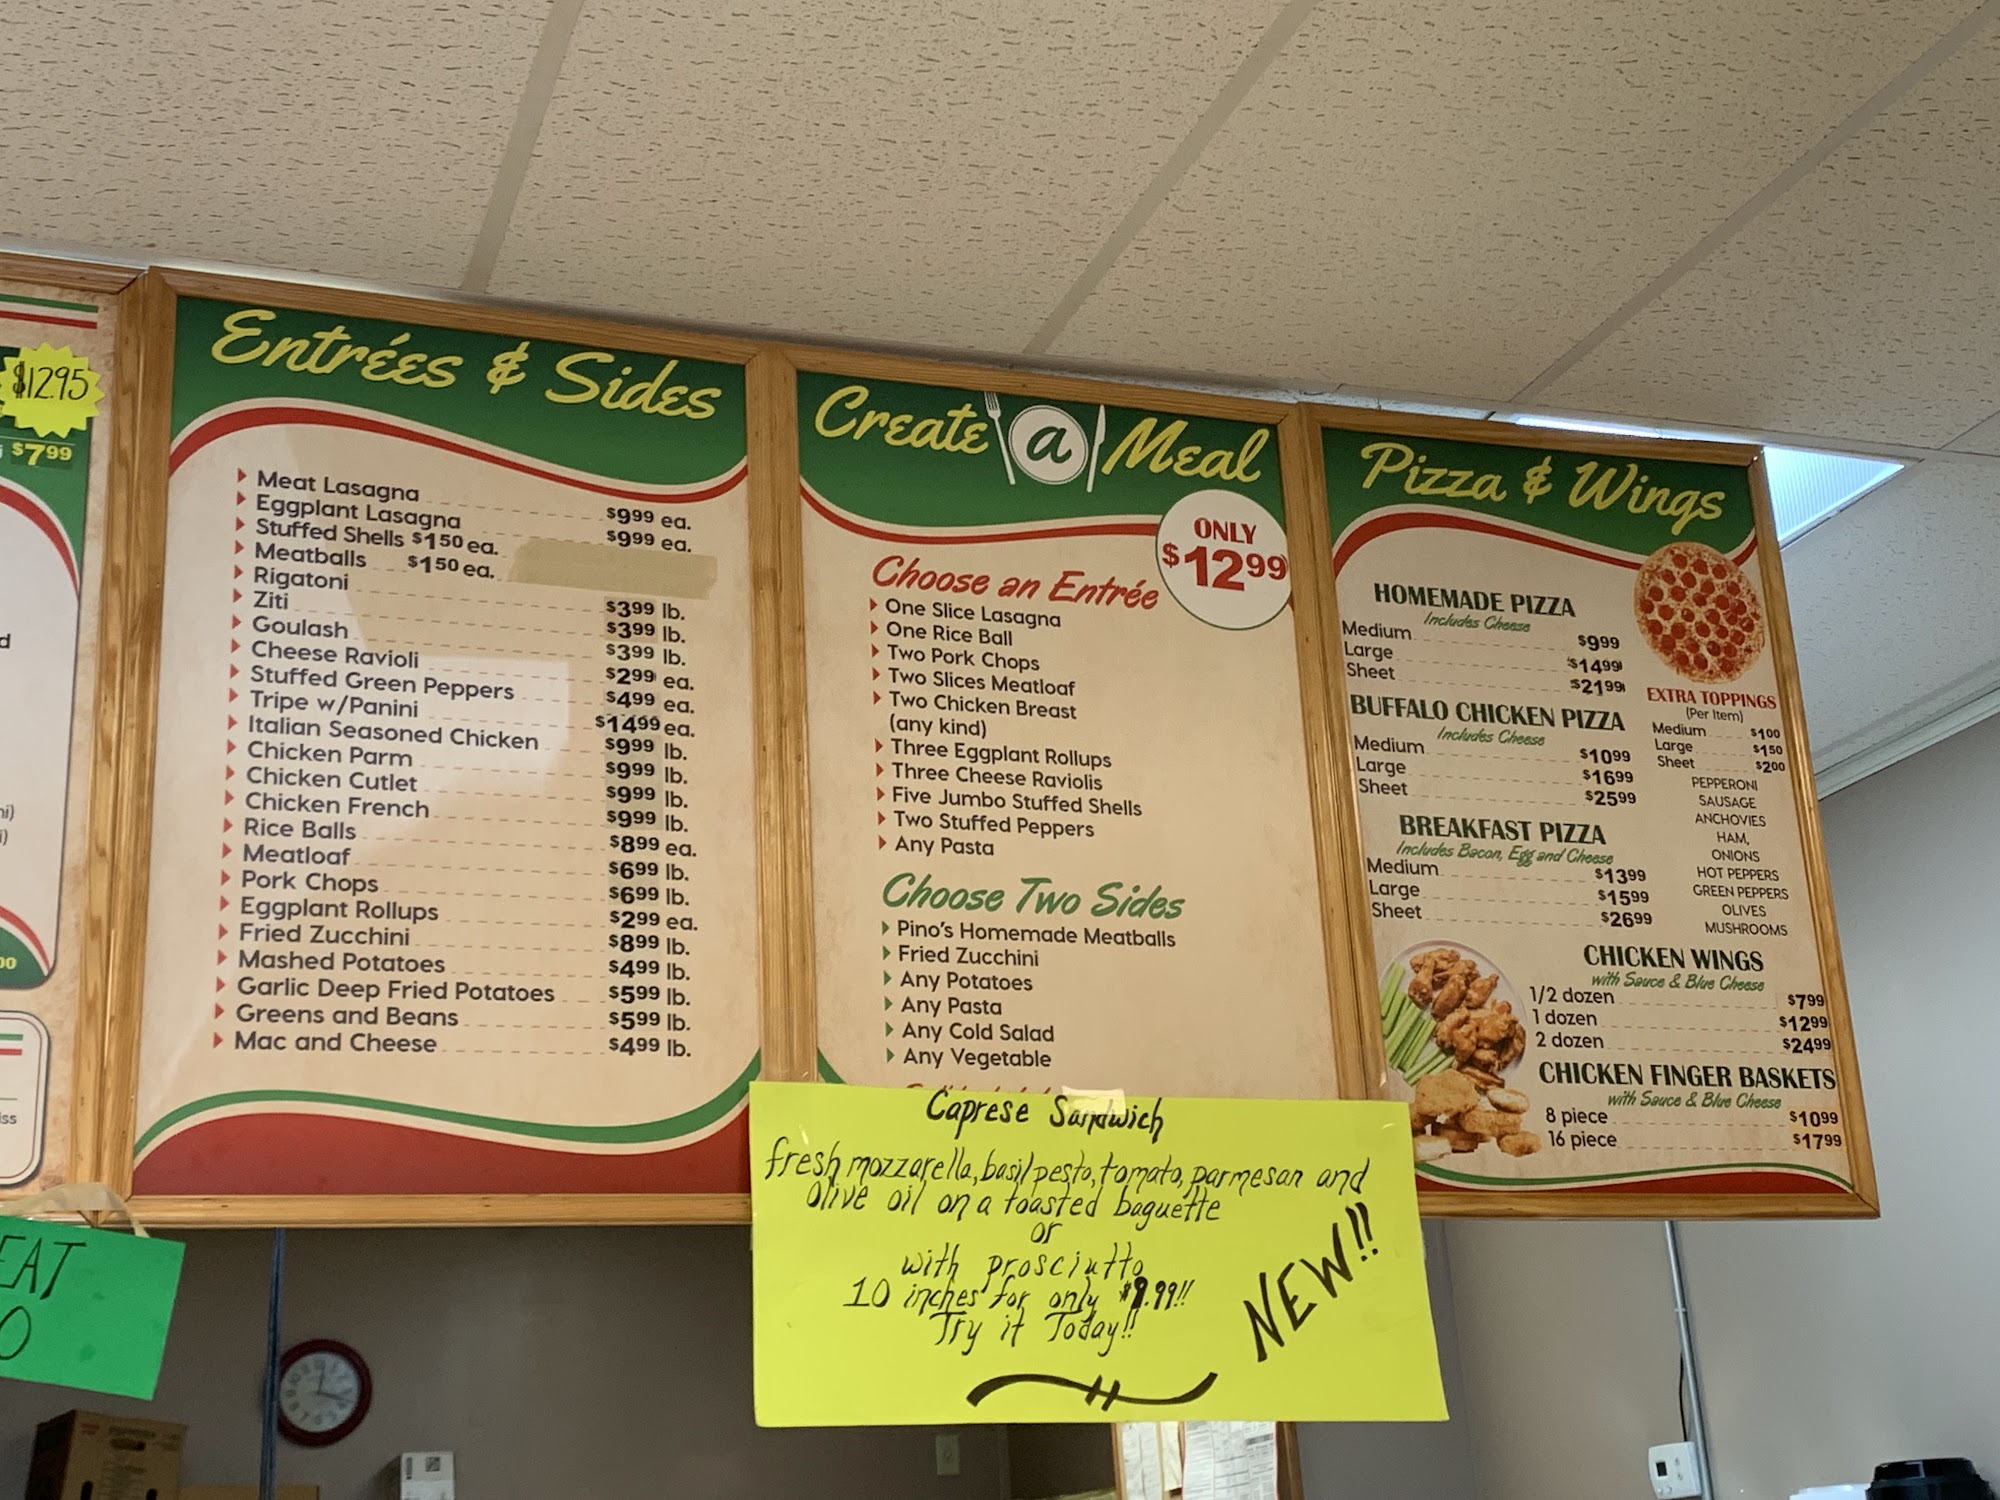 $12.95
$7.99
EAT
Entrées & Sides
Meat Lasagna $9.99 ea.
Eggplant Lasagna $9.99 ea.
Stuffed Shells $1.50 ea.
Meatballs $1.50 ea.
Rigatoni $3.99 lb.
Ziti $3.99 lb.
Goulash $3.99 lb.
Cheese Ravioli $2.99 ea.
Stuffed Green Peppers $4.99 ea.
Tripe w/Panini $14.99 ea.
Italian Seasoned Chicken $9.99 lb.
Chicken Parm $9.99 lb.
Chicken Cutlet $9.99 lb.
Chicken French $9.99 lb.
Rice Balls $8.99 ea.
Meatloaf $6.99 lb.
Pork Chops $6.99 lb.
Eggplant Rollups $2.99 ea.
Fried Zucchini $8.99 lb.
Mashed Potatoes $4.99 lb.
Garlic Deep Fried Potatoes $5.99 lb.
Greens and Beans $5.99 lb.
Mac and Cheese $4.99 lb.
Create a Meal
ONLY
$12.99
Choose an Entrée
One Slice Lasagna
One Rice Ball
Two Pork Chops
Two Slices Meatloaf
Two Chicken Breast
(any kind)
Three Eggplant Rollups
Three Cheese Raviolis
Five Jumbo Stuffed Shells
Two Stuffed Peppers
Any Pasta
Choose Two Sides
Pino's Homemade Meatballs
Fried Zucchini
Any Potatoes
Any Pasta
Any Cold Salad
Any Vegetable
Caprese Sandwich
fresh mozzarella, basil pesto, tomato, parmesan and
olive oil on a toasted baguette
or
with prosciutto
10 inches for only $9.99!!
Try it Today!!
NEW!!
Pizza & Wings
HOMEMADE PIZZA
Includes Cheese
Medium $9.99
Large $14.99
Sheet $21.99
BUFFALO CHICKEN PIZZA
Includes Cheese
Medium $10.99
Large $16.99
Sheet $25.99
BREAKFAST PIZZA
Includes Bacon, Egg and Cheese
Medium $13.99
Large $15.99
Sheet $26.99
EXTRA TOPPINGS
(Per Item)
Medium $1.00
Large $1.50
Sheet $2.00
PEPPERONI
SAUSAGE
ANCHOVIES
HAM,
ONIONS
HOT PEPPERS
GREEN PEPPERS
OLIVES
MUSHROOMS
CHICKEN WINGS
with Sauce & Blue Cheese
1/2 dozen $7.99
1 dozen $12.99
2 dozen $24.99
CHICKEN FINGER BASKETS
with Sauce & Blue Cheese
8 piece $10.99
16 piece $17.99